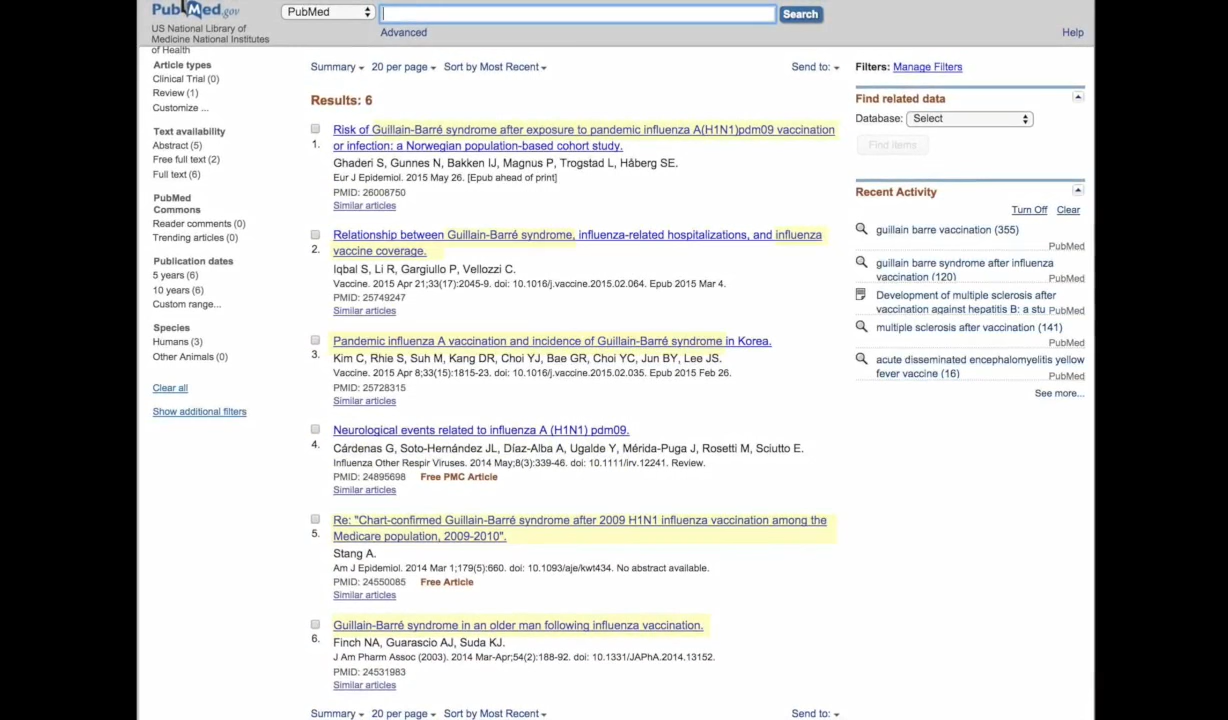 PubMed.gov
US National Library of
Medicine National Institutes
of Health
PubMed
Search
Advanced
Help
Article types
Clinical Trial (0)
Review (1)
Customize ...
Text availability
Abstract (5)
Free full text (2)
Full text (6)
PubMed
Commons
Reader comments (0)
Trending articles (0)
Publication dates
5 years (6)
10 years (6)
Custom range...
Species
Humans (3)
Other Animals (0)
Clear all
Show additional filters
Summary 20 per page Sort by Most Recent Send to:
Results: 6
Risk of Guillain-Barré syndrome after exposure to pandemic influenza A(H1N1)pdm09 vaccination
1. or infection: a Norwegian population-based cohort study.
Ghaderi S, Gunnes N, Bakken IJ, Magnus P, Trogstad L, Håberg SE.
Eur J Epidemiol. 2015 May 26. [Epub ahead of print]
PMID: 26008750
Similar articles
Relationship between Guillain-Barré syndrome, influenza-related hospitalizations, and influenza
2. vaccine coverage.
Iqbal S, Li R, Gargiullo P, Vellozzi C.
Vaccine. 2015 Apr 21;33(17):2045-9. doi: 10.1016/j.vaccine.2015.02.064. Epub 2015 Mar 4.
PMID: 25749247
Similar articles
Pandemic influenza A vaccination and incidence of Guillain-Barré syndrome in Korea.
3. Kim C, Rhie S, Suh M, Kang DR, Choi YJ, Bae GR, Choi YC, Jun BY, Lee JS.
Vaccine. 2015 Apr 8;33(15):1815-23. doi: 10.1016/j.vaccine.2015.02.035. Epub 2015 Feb 26.
PMID: 25728315
Similar articles
Neurological events related to influenza A (H1N1) pdm09.
4. Cárdenas G, Soto-Hernández JL, Díaz-Alba A, Ugalde Y, Mérida-Puga J, Rosetti M, Sciutto E.
Influenza Other Respir Viruses. 2014 May;8(3):339-46. doi: 10.1111/irv.12241. Review.
PMID: 24895698 Free PMC Article
Similar articles
Re: "Chart-confirmed Guillain-Barré syndrome after 2009 H1N1 influenza vaccination among the
5. Medicare population, 2009-2010".
Stang A.
Am J Epidemiol. 2014 Mar 1;179(5):660. doi: 10.1093/aje/kwt434. No abstract available.
PMID: 24550085 Free Article
Similar articles
Guillain-Barré syndrome in an older man following influenza vaccination.
6. Finch NA, Guarascio AJ, Suda KJ.
J Am Pharm Assoc (2003). 2014 Mar-Apr;54(2):188-92. doi: 10.1331/JAPhA.2014.13152.
PMID: 24531983
Similar articles
Summary 20 per page Sort by Most Recent Send to:
Filters: Manage Filters
Find related data
Database: Select
Find items
Recent Activity
Turn Off Clear
guillain barre vaccination (355)
PubMed
guillain barre syndrome after influenza
vaccination (120) PubMed
Development of multiple sclerosis after
vaccination against hepatitis B: a stu PubMed
multiple sclerosis after vaccination (141)
PubMed
acute disseminated encephalomyelitis yellow
fever vaccine (16) PubMed
See more...